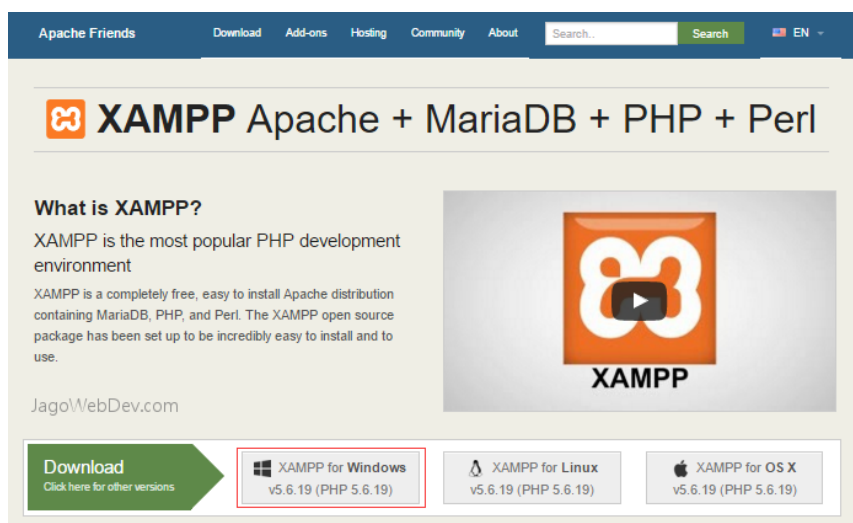 Apache Friends Download Add-ons Hosting Community About Search.. Search EN
XAMPP Apache + MariaDB + PHP + Perl
What is XAMPP?
XAMPP is the most popular PHP development
environment
XAMPP is a completely free, easy to install Apache distribution
containing MariaDB, PHP, and Perl. The XAMPP open source
package has been set up to be incredibly easy to install and to
use.
JagoWebDev.com
XAMPP
Download
Click here for other versions
XAMPP for Windows
v5.6.19 (PHP 5.6.19)
XAMPP for Linux
v5.6.19 (PHP 5.6.19)
XAMPP for OS X
v5.6.19 (PHP 5.6.19)